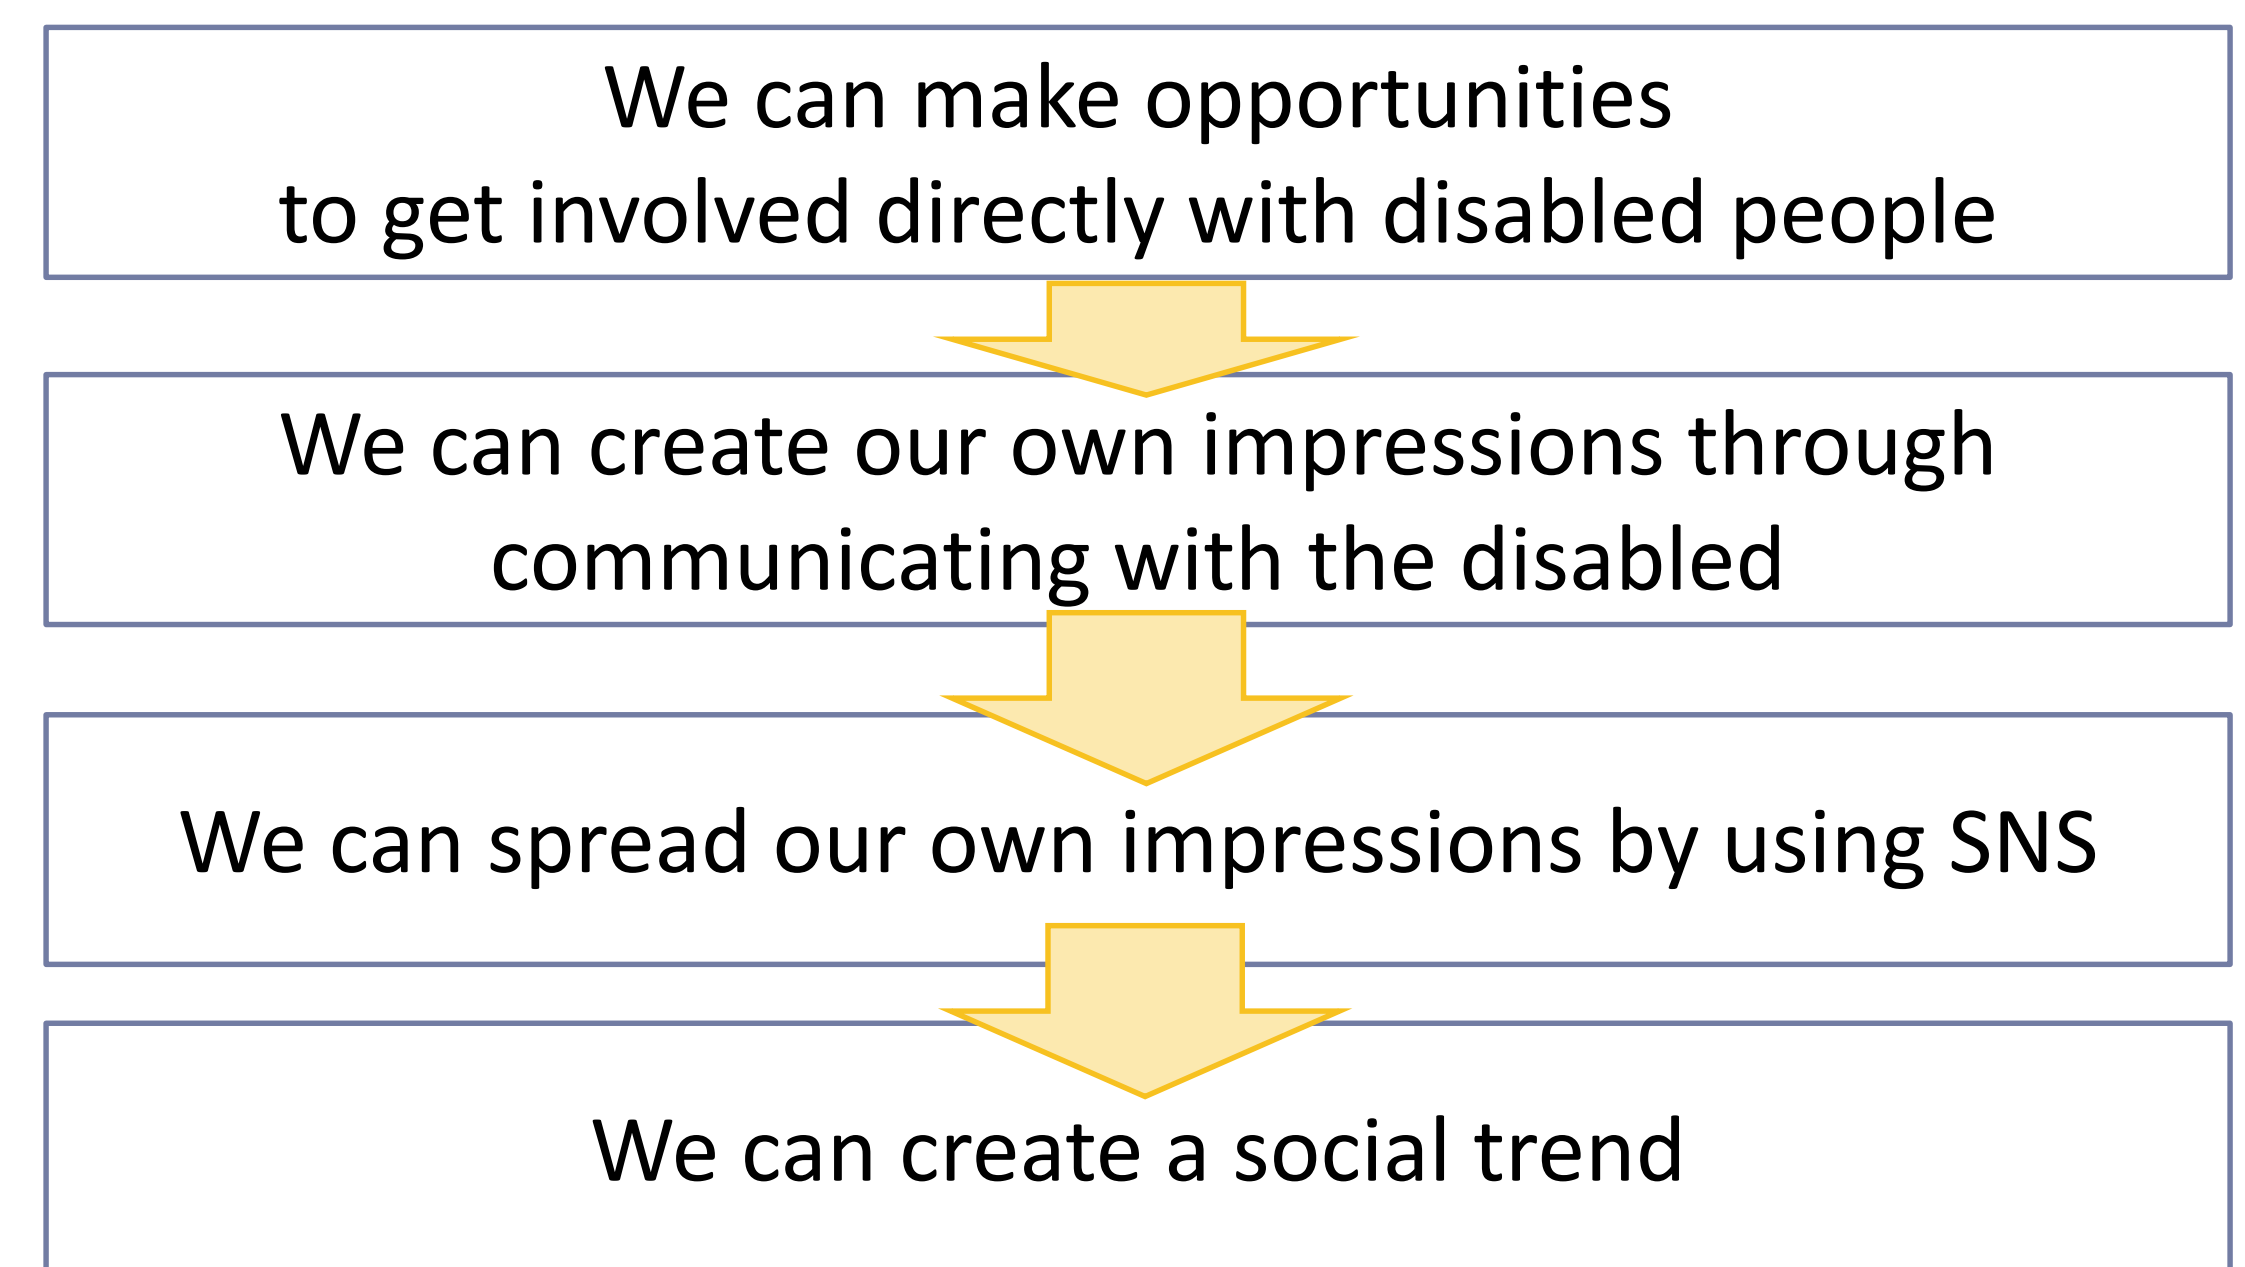 We can make opportunities
to get involved directly with disabled people
We can create our own impressions through
communicating with the disabled
We can spread our own impressions by using SNS
We can create a social trend